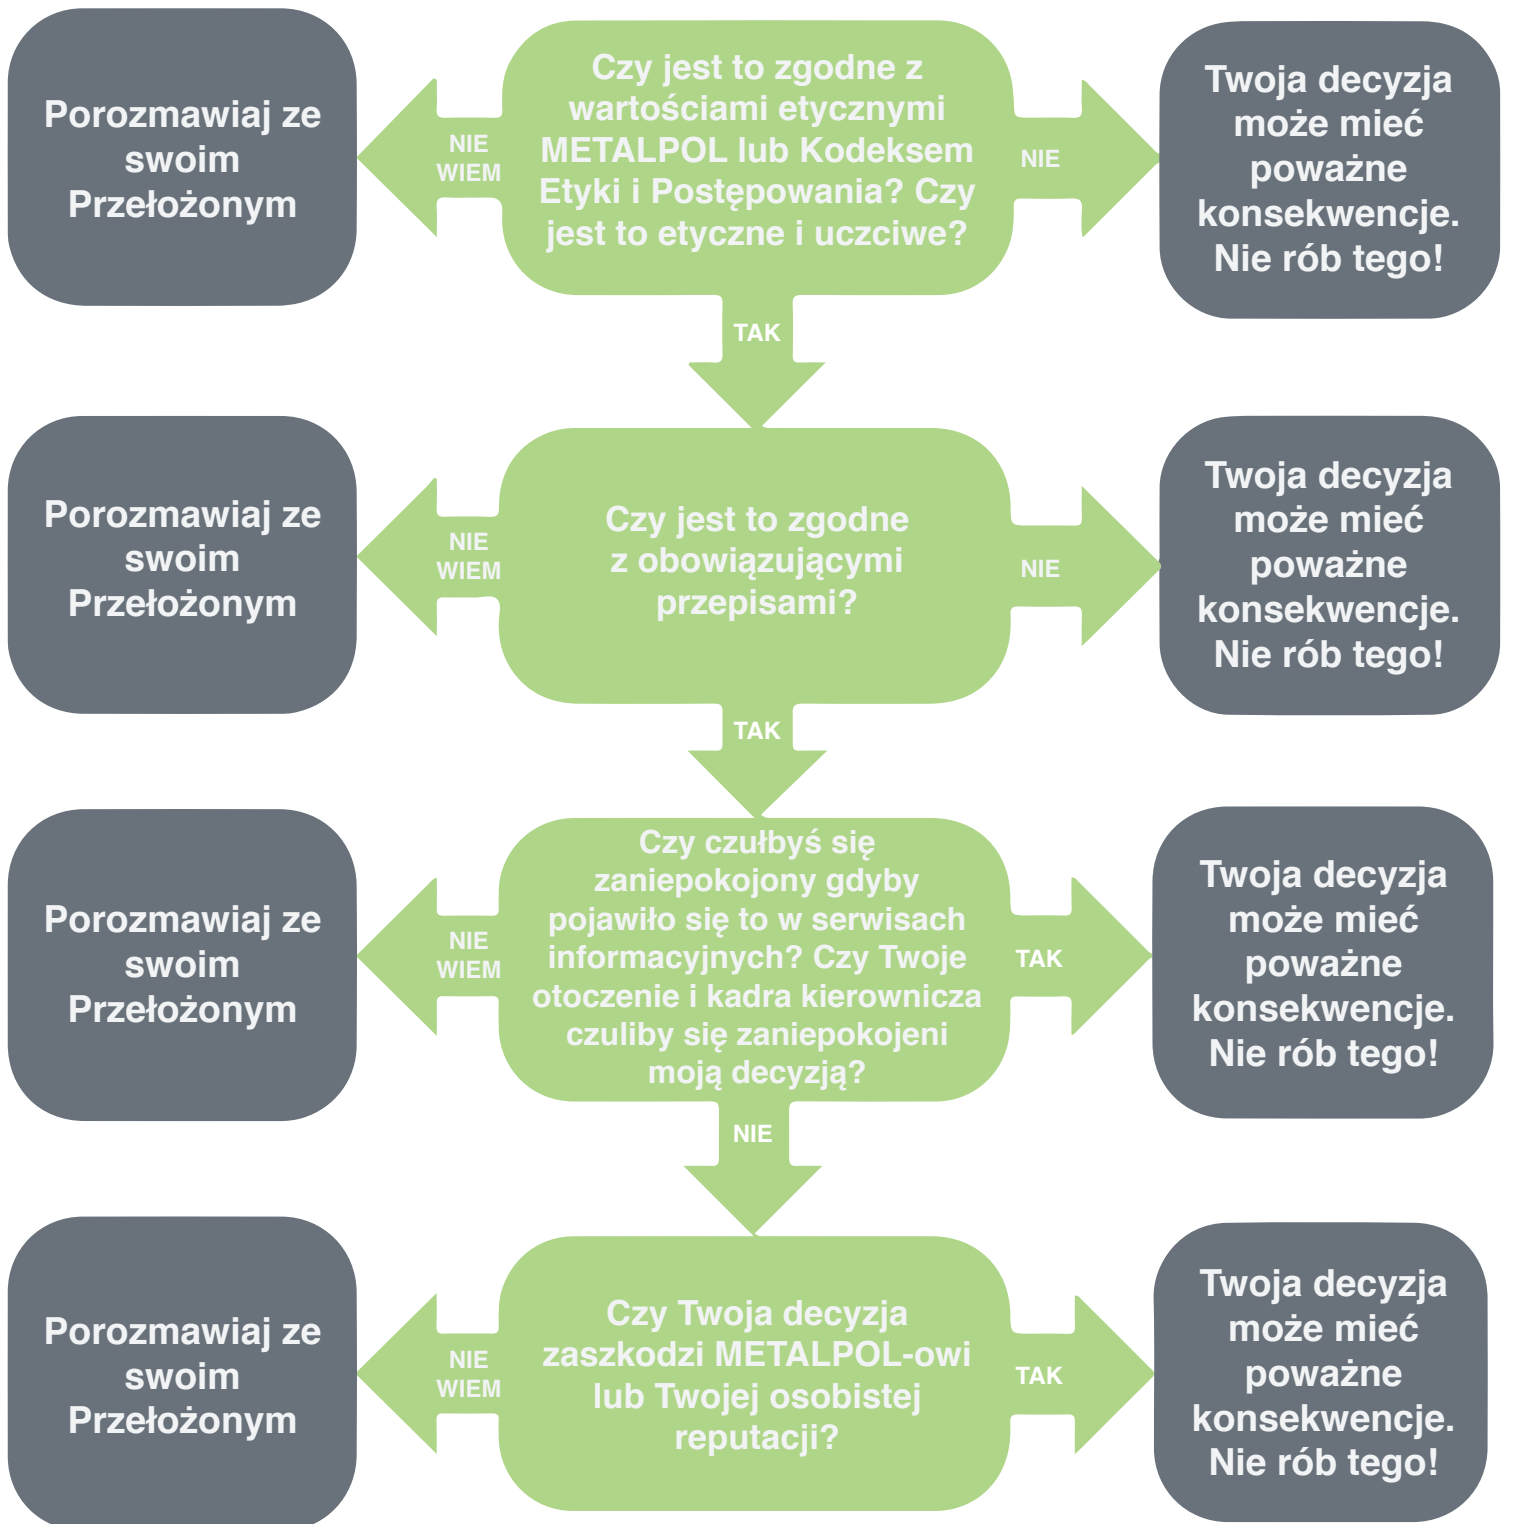 Porozmawiaj ze
swoim
Przełożonym
NIE
WIEM
Czy jest to zgodne z
wartościami etycznymi
METALPOL lub Kodeksem
Etyki i Postępowania? Czy
jest to etyczne i uczciwe?
NIE
Twoja decyzja
może mieć
poważne
konsekwencje.
Nie rób tego!
TAK
Porozmawiaj ze
swoim
Przełożonym
NIE
WIEM
Czy jest to zgodne
z obowiązującymi
przepisami?
NIE
Twoja decyzja
może mieć
poważne
konsekwencje.
Nie rób tego!
TAK
Porozmawiaj ze
swoim
Przełożonym
NIE
WIEM
Czy czułbyś się
zaniepokojony gdyby
pojawiło się to w serwisach
informacyjnych? Czy Twoje
otoczenie i kadra kierownicza
czuliby się zaniepokojeni
moją decyzją?
TAK
Twoja decyzja
może mieć
poważne
konsekwencje.
Nie rób tego!
NIE
Porozmawiaj ze
swoim
Przełożonym
NIE
WIEM
Czy Twoja decyzja
zaszkodzi METALPOL-owi
lub Twojej osobistej
reputacji?
TAK
Twoja decyzja
może mieć
poważne
konsekwencje.
Nie rób tego!